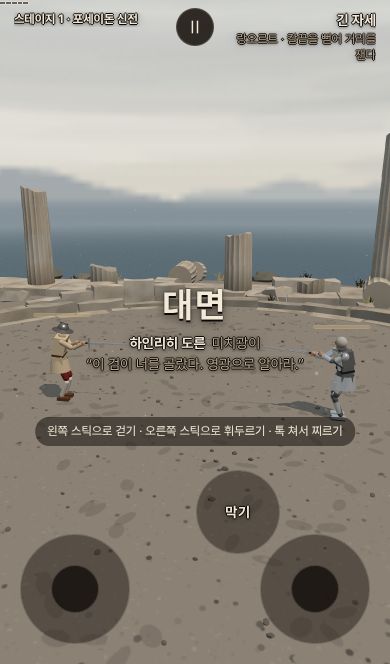 스테이지 1 · 포세이돈 신전
긴 자세
랑오르트 · 칼끝을 뻗어 거리를
잰다
대면
하인리히 도른 미치광이
“이 검이 너를 골랐다. 영광으로 알아라.”
왼쪽 스틱으로 걷기 · 오른쪽 스틱으로 휘두르기 · 톡 쳐서 찌르기
막기